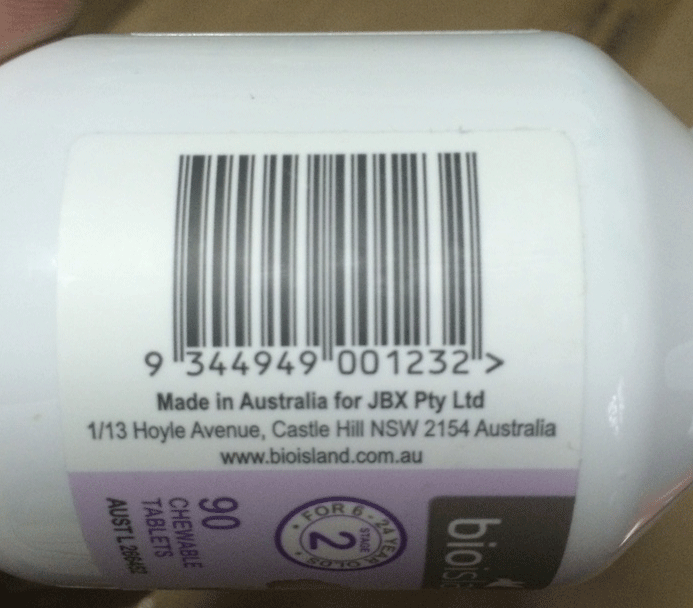 9 344949 001232 >
Made in Australia for JBX Pty Ltd
1/13 Hoyle Avenue, Castle Hill NSW 2154 Australia
www.bioisland.com.au
90
CHEWABLE
TABLETS
AUST L
FOR 6 - 24 YEAR OLDS
STAGE
2